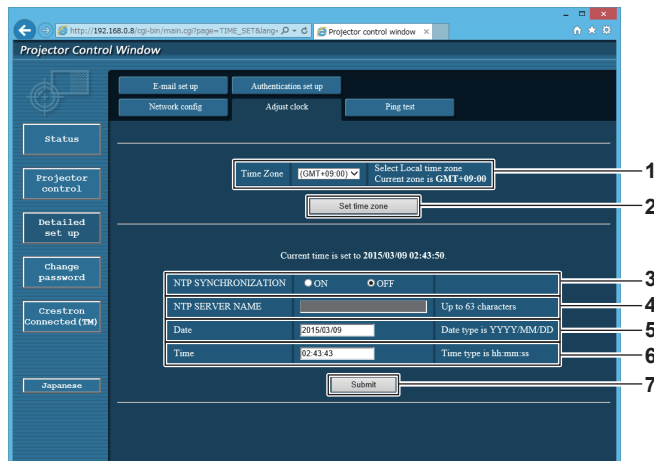 http://192.168.0.8/cgi-bin/main.cgi?page=TIME_SET&lang-
Projector control window
Projector Control Window
E-mail set up
Authentication set up
Network config
Adjust clock
Ping test
Status
Projector control
Detailed set up
Change password
Crestron Connected(TM)
Japanese
Time Zone
(GMT+09:00)
Select Local time zone
Current zone is GMT+09:00
1
Set time zone
2
Current time is set to 2015/03/09 02:43:50.
NTP SYNCHRONIZATION
ON
OFF
3
NTP SERVER NAME
Up to 63 characters
4
Date
2015/03/09
Date type is YYYY/MM/DD
5
Time
02:43:43
Time type is hh:mm:ss
6
Submit
7